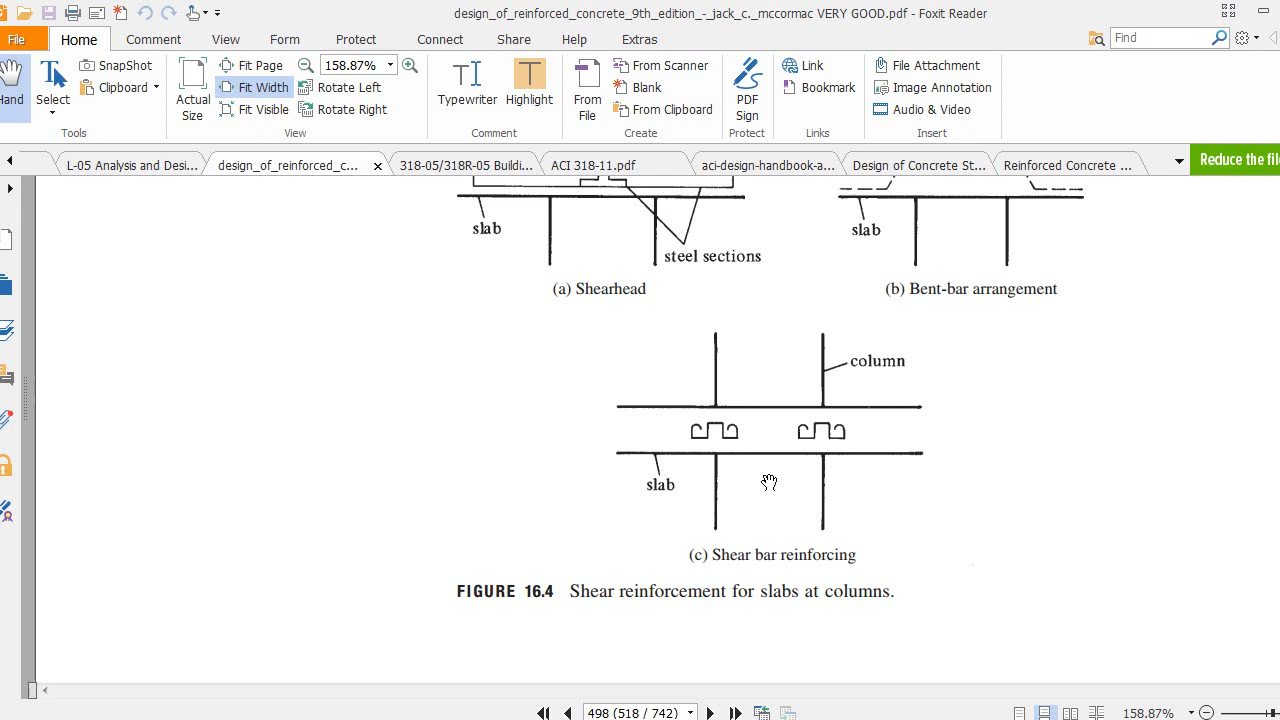 design_of_reinforced_concrete_9th_edition_-_jack_c._mccormac VERY GOOD.pdf - Foxit Reader
File Home Comment View Form Protect Connect Share Help Extras Find
SnapShot Fit Page 158.87% From Scanner Link File Attachment
Hand Select Clipboard Actual Size Fit Width Rotate Left Typewriter Highlight From File Blank PDF Sign Bookmark Image Annotation
Fit Visible Rotate Right From Clipboard Audio & Video
Tools View Comment Create Protect Links Insert
L-05 Analysis and Desi... design_of_reinforced_c... 318-05/318R-05 Buildi... ACI 318-11.pdf aci-design-handbook-a... Design of Concrete St... Reinforced Concrete ... Reduce the
slab slab
steel sections
(a) Shearhead (b) Bent-bar arrangement
column
slab
(c) Shear bar reinforcing
FIGURE 16.4 Shear reinforcement for slabs at columns.
498 (518 / 742) 158.87%